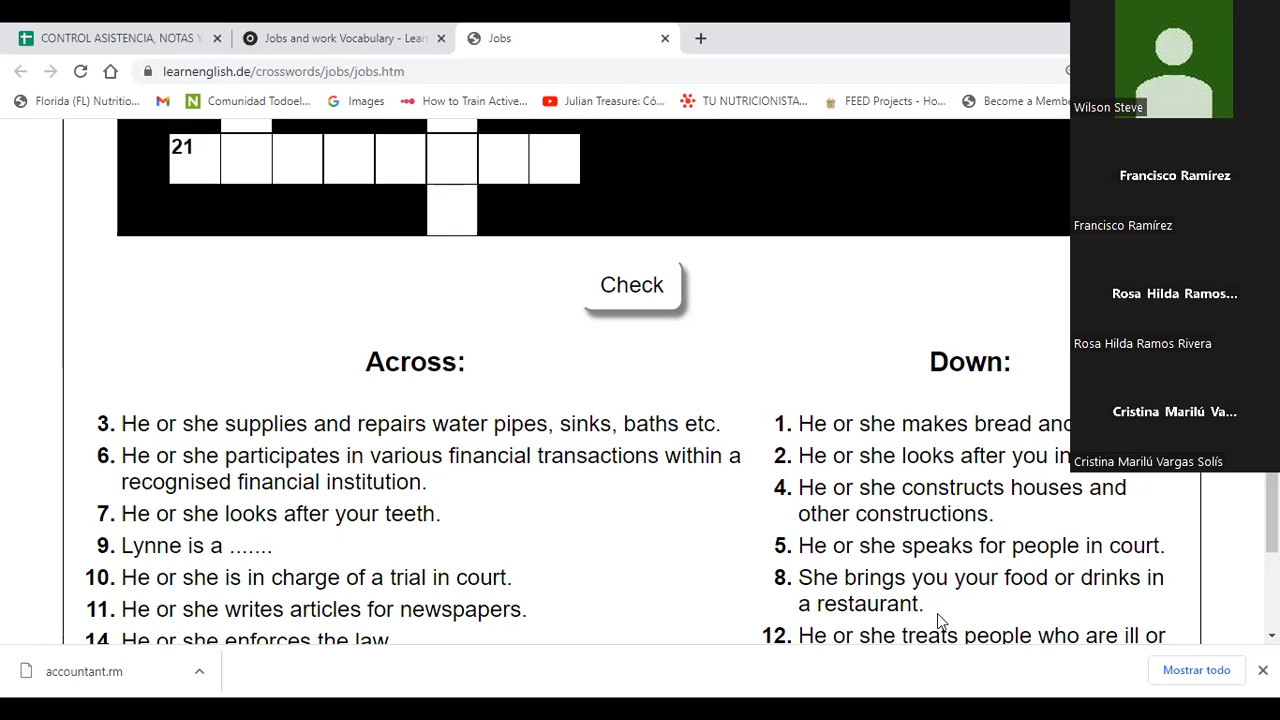 CONTROL ASISTENCIA, NOTAS Y
Jobs and work Vocabulary - Lear
Jobs
learnenglish.de/crosswords/jobs/jobs.htm
Florida (FL) Nutritio...
Comunidad Todoel...
Images
How to Train Active...
Julian Treasure: Có...
TU NUTRICIONISTA...
FEED Projects - Ho...
Become a Membe
Wilson Steve
Francisco Ramírez
Francisco Ramírez
Rosa Hilda Ramos...
Rosa Hilda Ramos Rivera
Cristina Marilú Va...
Cristina Marilú Vargas Solís
21
Check
Across:
3. He or she supplies and repairs water pipes, sinks, baths etc.
6. He or she participates in various financial transactions within a
recognised financial institution.
7. He or she looks after your teeth.
9. Lynne is a .......
10. He or she is in charge of a trial in court.
11. He or she writes articles for newspapers.
14. He or she enforces the law
Down:
1. He or she makes bread and
2. He or she looks after you in
4. He or she constructs houses and
other constructions.
5. He or she speaks for people in court.
8. She brings you your food or drinks in
a restaurant.
12. He or she treats people who are ill or
accountant.rm
Mostrar todo